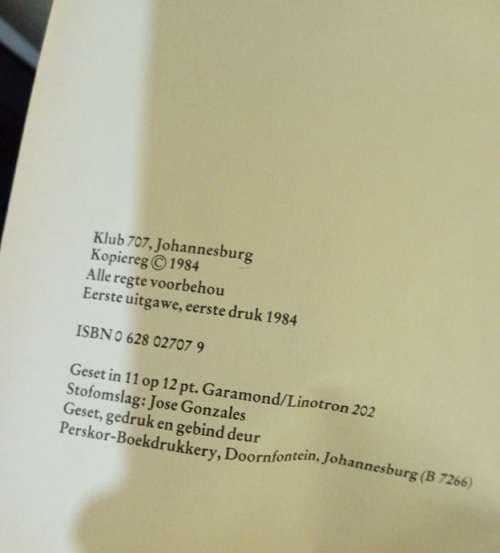 Klub 707, Johannesburg
Kopiereg © 1984
Alle regte voorbehou
Eerste uitgawe, eerste druk 1984
ISBN 0 628 02707 9
Geset in 11 op 12 pt. Garamond/Linotron 202
Stofomslag: Jose Gonzales
Geset, gedruk en gebind deur
Perskor-Boekdrukkery, Doornfontein, Johannesburg (B 7266)